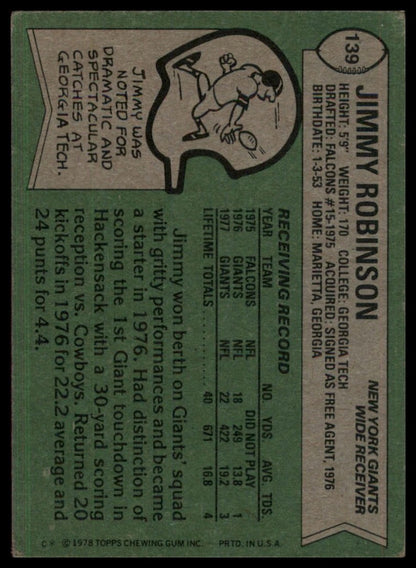 139
JIMMY ROBINSON
NEW YORK GIANTS
WIDE RECEIVER
HEIGHT: 5'9" WEIGHT: 170 COLLEGE: GEORGIA TECH
DRAFTED: FALCONS #15-1975 ACQUIRED: SIGNED AS FREE AGENT, 1976
BIRTHDATE: 1-3-53 HOME: MARIETTA, GEORGIA
JIMMY WAS
NOTED FOR
DRAMATIC AND
SPECTACULAR
CATCHES AT
GEORGIA TECH.
RECEIVING RECORD
YEAR TEAM NO. YDS. AVG. TDS.
1975 FALCONS NFL DID NOT PLAY
1976 GIANTS NFL 18 249 13.8 1
1977 GIANTS NFL 22 422 19.2 3
LIFETIME TOTALS 40 671 16.8 4
Jimmy won berth on Giants' squad
with gritty performances and became
a starter in 1976. Had distinction of
scoring the 1st Giant touchdown in
Hackensack with a 30-yard scoring
reception vs. Cowboys. Returned 20
kickoffs in 1976 for 22.2 average and
24 punts for 4.4.
C* © 1978 TOPPS CHEWING GUM INC. PRTD. IN U.S.A.